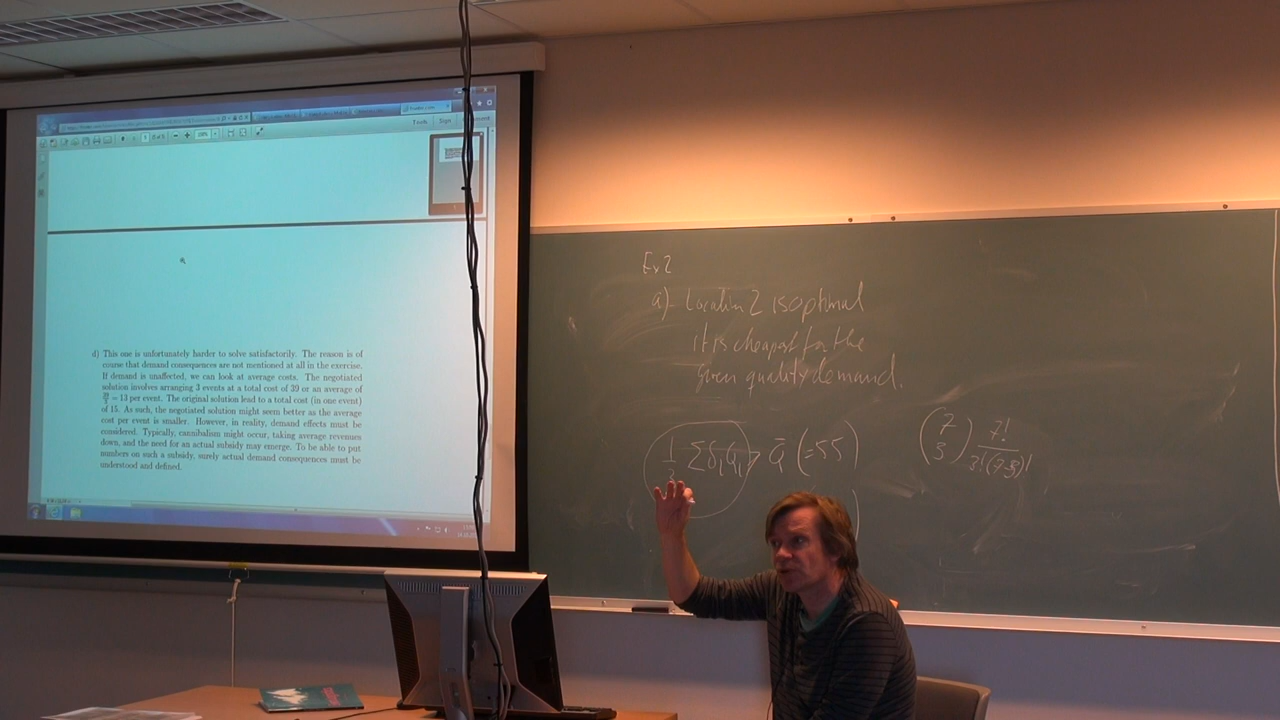 Tools
Sign
d) This one is unfortunately harder to solve satisfactorily. The reason is of
course that demand consequences are not mentioned at all in the exercise.
If demand is unaffected, we can look at average costs. The negotiated
solution involves arranging 3 events at a total cost of 39 or an average of
39/3 = 13 per event. The original solution lead to a total cost (in one event)
of 15. As such, the negotiated solution might seem better as the average
cost per event is smaller. However, in reality, demand effects must be
considered. Typically, cannibalism might occur, taking average revenues
down, and the need for an actual subsidy may emerge. To be able to put
numbers on such a subsidy, surely actual demand consequences must be
understood and defined.
Ex 2
a) - Location 2 is optimal
it is cheapest for the
given quality demand.
(= 55)
(7 3) 7! / 3!(7-3)!